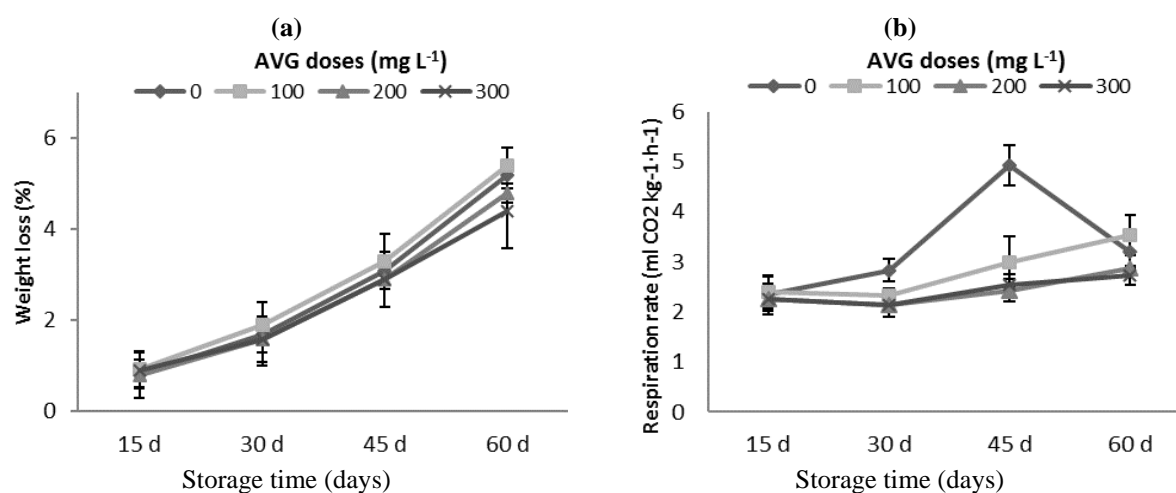 (a)
AVG doses (mg L-1)
0 100 200 300
Weight loss (%)
6
4
2
0
15 d 30 d 45 d 60 d
Storage time (days)
(b)
AVG doses (mg L-1)
0 100 200 300
Respiration rate (ml CO2 kg-1·h-1)
6
5
4
3
2
1
0
15 d 30 d 45 d 60 d
Storage time (days)